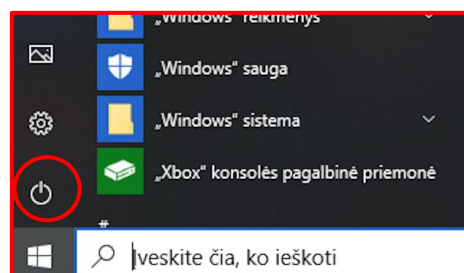 „Windows“ reikmenys
„Windows“ sauga
„Windows“ sistema
„Xbox“ konsolės pagalbinė priemonė
#
Įveskite čia, ko ieškoti